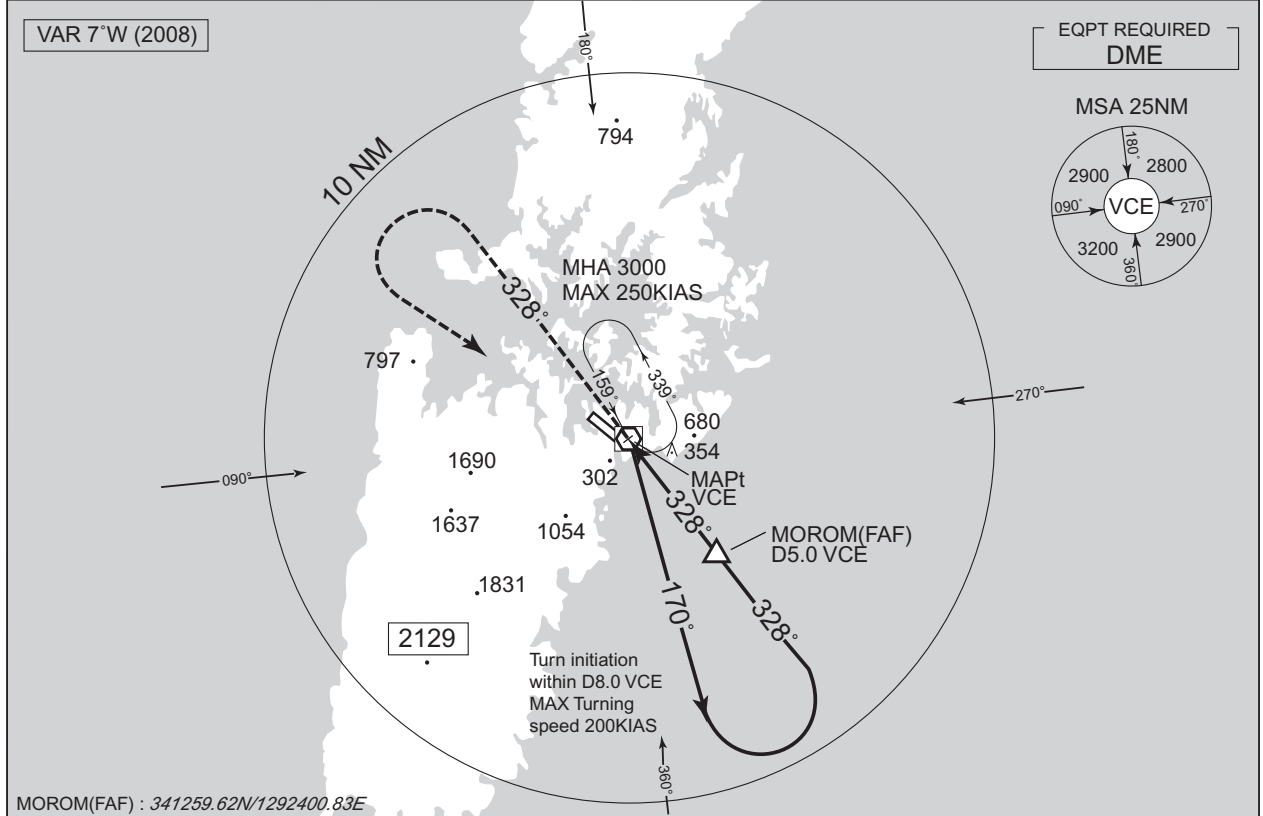 VAR 7°W (2008)
EQPT REQUIRED
DME
MSA 25NM
180°
2900
2800
090°
VCE
270°
3200
2900
360°
180°
794
10 NM
328°
MHA 3000
MAX 250KIAS
797
159°
339°
270°
680
354
302
MAPt
VCE
1690
090°
1637
1054
328°
MOROM(FAF)
D5.0 VCE
1831
170°
328°
2129
Turn initiation
within D8.0 VCE
MAX Turning
speed 200KIAS
360°
MOROM(FAF) : 341259.62N/1292400.83E